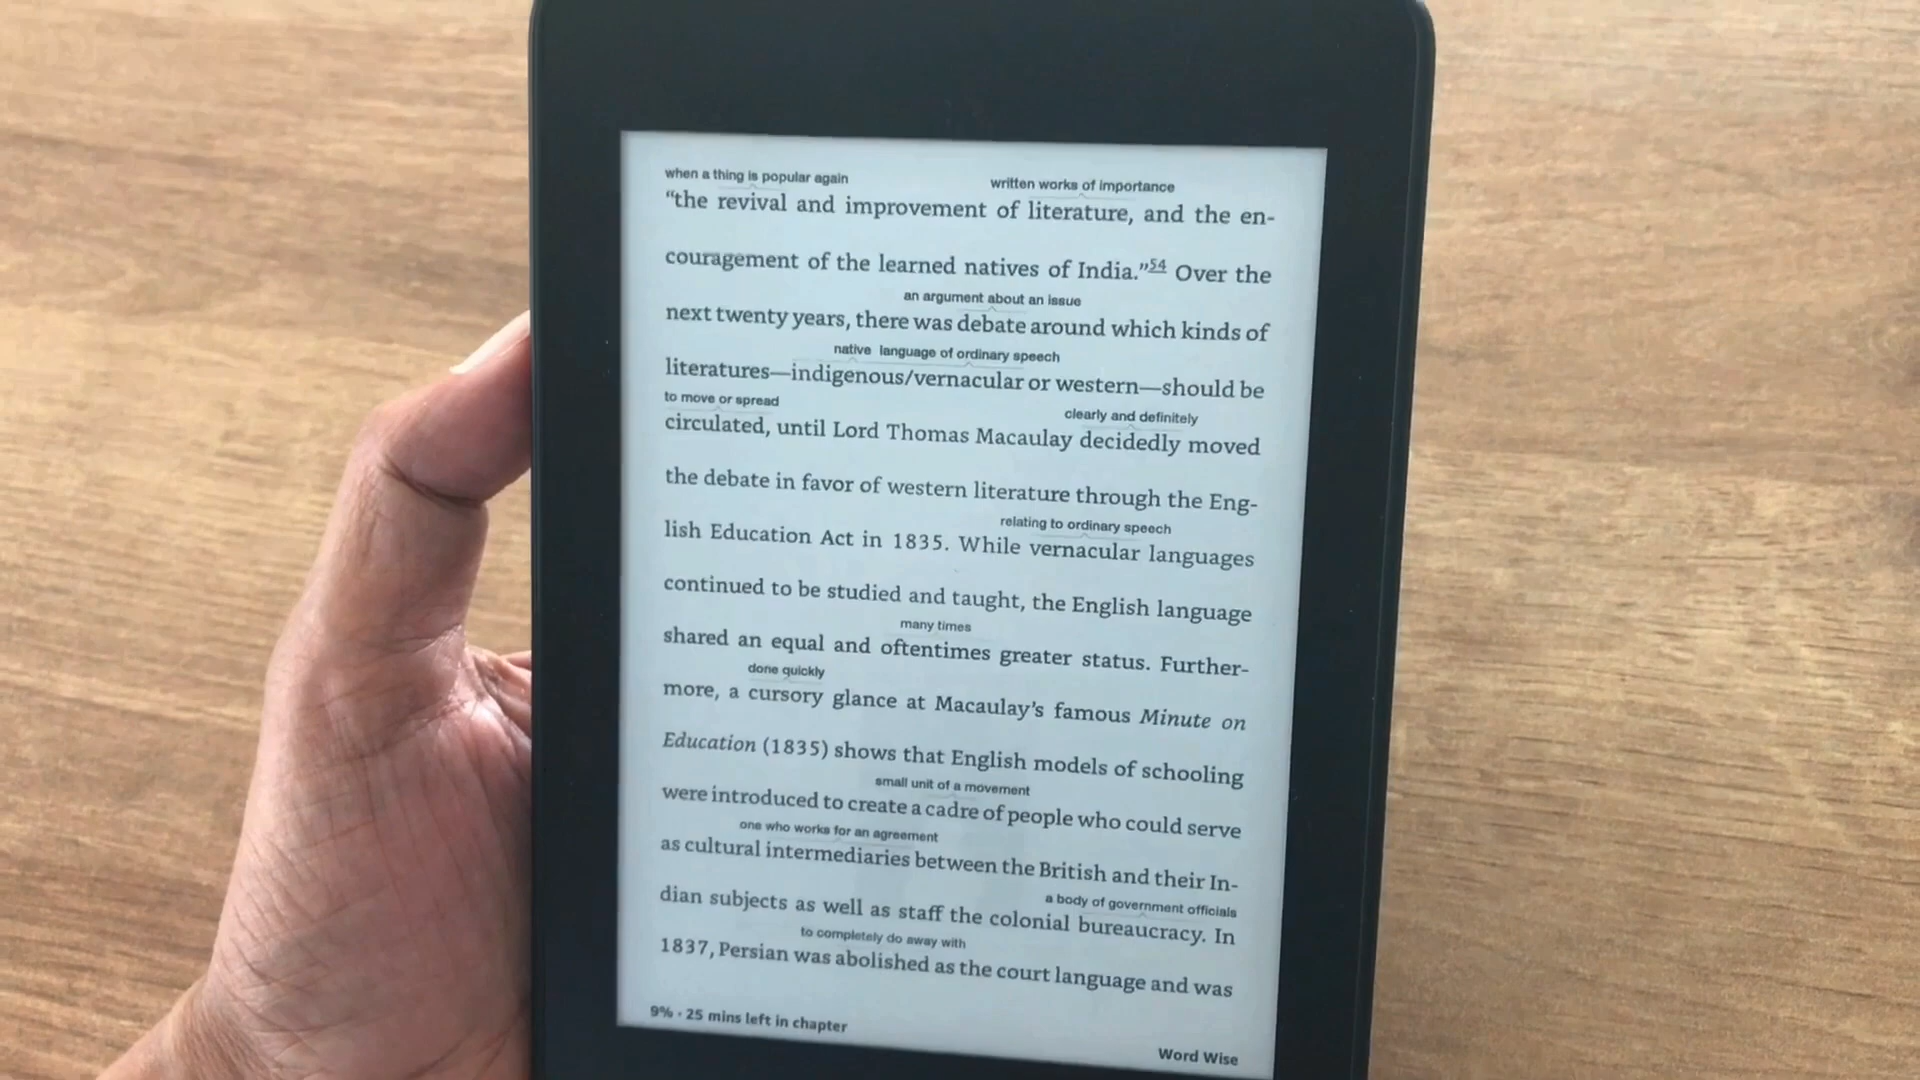 when a thing is popular again written works of importance
“the revival and improvement of literature, and the en-
couragement of the learned natives of India.”54 Over the
an argument about an issue
next twenty years, there was debate around which kinds of
native language of ordinary speech
literatures—indigenous/vernacular or western—should be
to move or spread clearly and definitely
circulated, until Lord Thomas Macaulay decidedly moved
the debate in favor of western literature through the Eng-
relating to ordinary speech
lish Education Act in 1835. While vernacular languages
continued to be studied and taught, the English language
many times
shared an equal and oftentimes greater status. Further-
done quickly
more, a cursory glance at Macaulay’s famous Minute on
Education (1835) shows that English models of schooling
small unit of a movement
were introduced to create a cadre of people who could serve
one who works for an agreement
as cultural intermediaries between the British and their In-
a body of government officials
dian subjects as well as staff the colonial bureaucracy. In
to completely do away with
1837, Persian was abolished as the court language and was
9% · 25 mins left in chapter
Word Wise